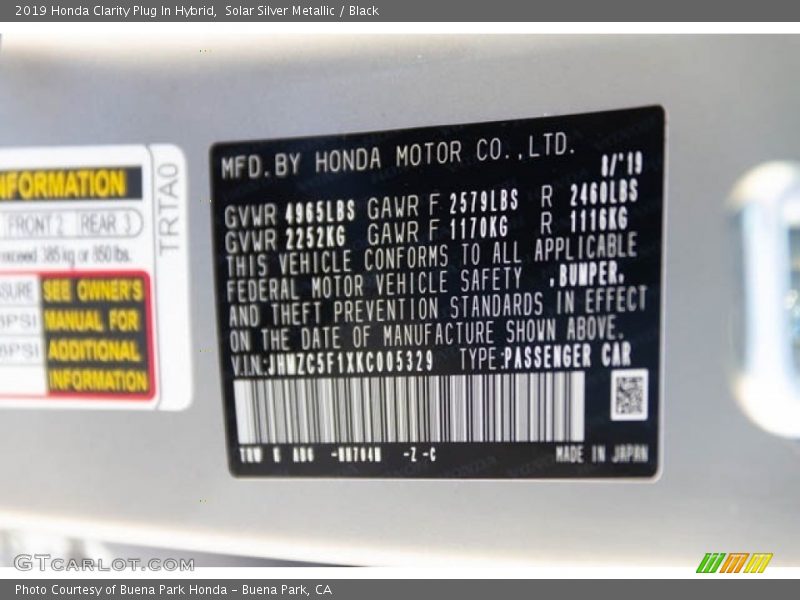 2019 Honda Clarity Plug In Hybrid, Solar Silver Metallic / Black
MFD.BY HONDA MOTOR CO.,LTD.
8/'19
GVWR 4965LBS GAWR F 2579LBS R 2460LBS
GVWR 2252KG GAWR F 1170KG R 1116KG
THIS VEHICLE CONFORMS TO ALL APPLICABLE
FEDERAL MOTOR VEHICLE SAFETY ,BUMPER,
AND THEFT PREVENTION STANDARDS IN EFFECT
ON THE DATE OF MANUFACTURE SHOWN ABOVE.
V.I.N:JHMZC5F1XKC005329 TYPE:PASSENGER CAR
-Z -C MADE IN JAPAN
INFORMATION
FRONT 2 REAR 3
exceed 385 kg or 850 lbs.
SEE OWNER'S
MANUAL FOR
ADDITIONAL
INFORMATION
TRTA0
GTCARLOT.COM
Photo Courtesy of Buena Park Honda – Buena Park, CA